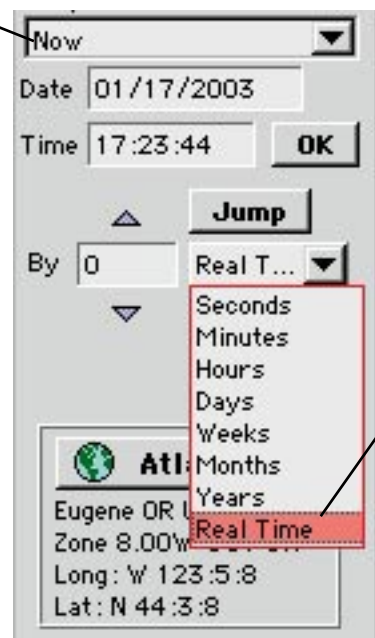 Now
Date 01/17/2003
Time 17:23:44 OK
Jump
By 0 Real T...
Seconds
Minutes
Hours
Days
Weeks
Months
Years
Real Time
Atl
Eugene OR U
Zone 8.00W
Long: W 123:5:8
Lat: N 44:3:8